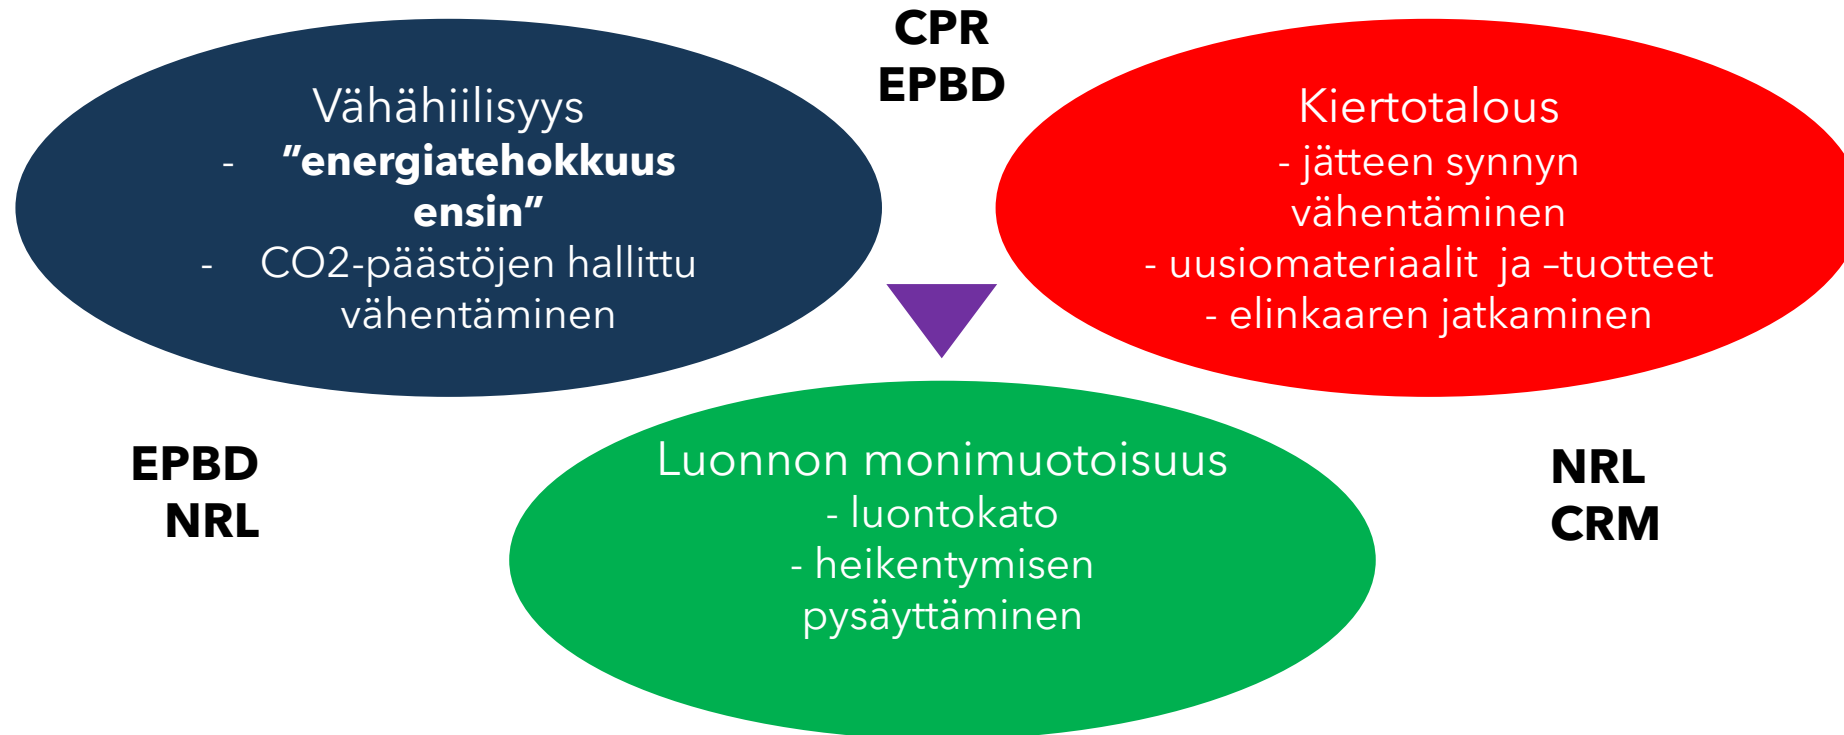 CPR
EPBD
Vähähiilisyys
- ”energiatehokkuus
ensin”
- CO2-päästöjen hallittu
vähentäminen
Kiertotalous
- jätteen synnyn
vähentäminen
- uusiomateriaalit ja –tuotteet
- elinkaaren jatkaminen
EPBD
NRL
Luonnon monimuotoisuus
- luontokato
- heikentymisen
pysäyttäminen
NRL
CRM